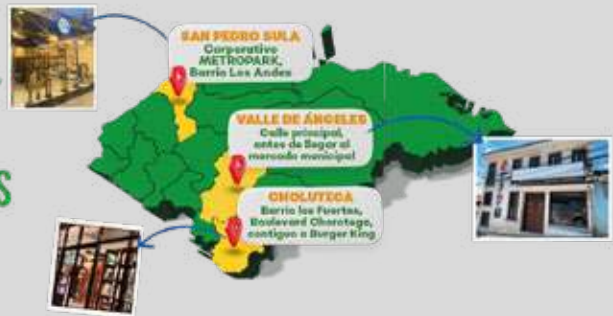 SAN PEDRO SULA
Corporativo
METROPARK,
Barrio Los Andes
VALLE DE ÁNGELES
Calle principal,
antes de llegar al
mercado municipal
CHOLUTECA
Barrio los Fuertes,
Boulevard Chorotega,
contiguo a Burger King